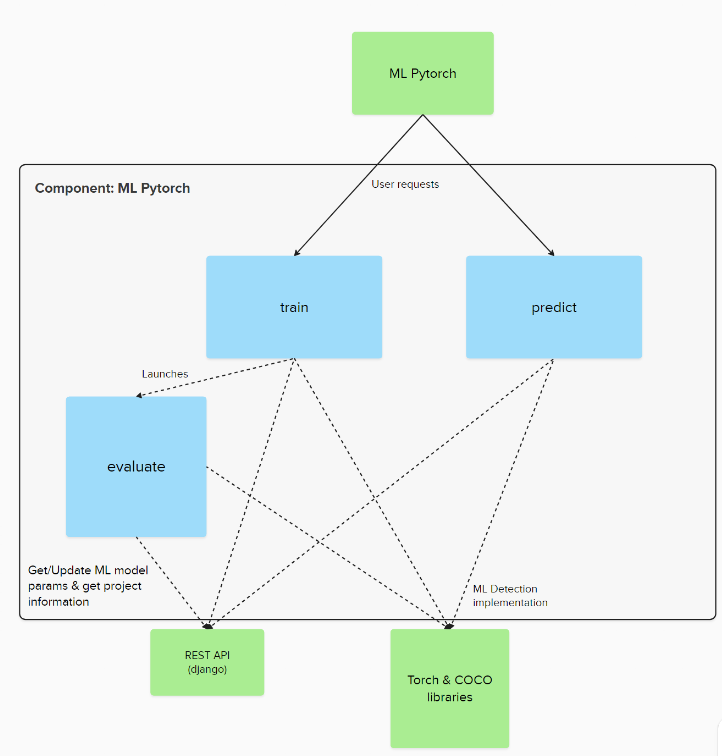 ML Pytorch
Component: ML Pytorch
User requests
train
predict
Launches
evaluate
Get/Update ML model
params & get project
information
ML Detection
implementation
REST API
(django)
Torch & COCO
libraries